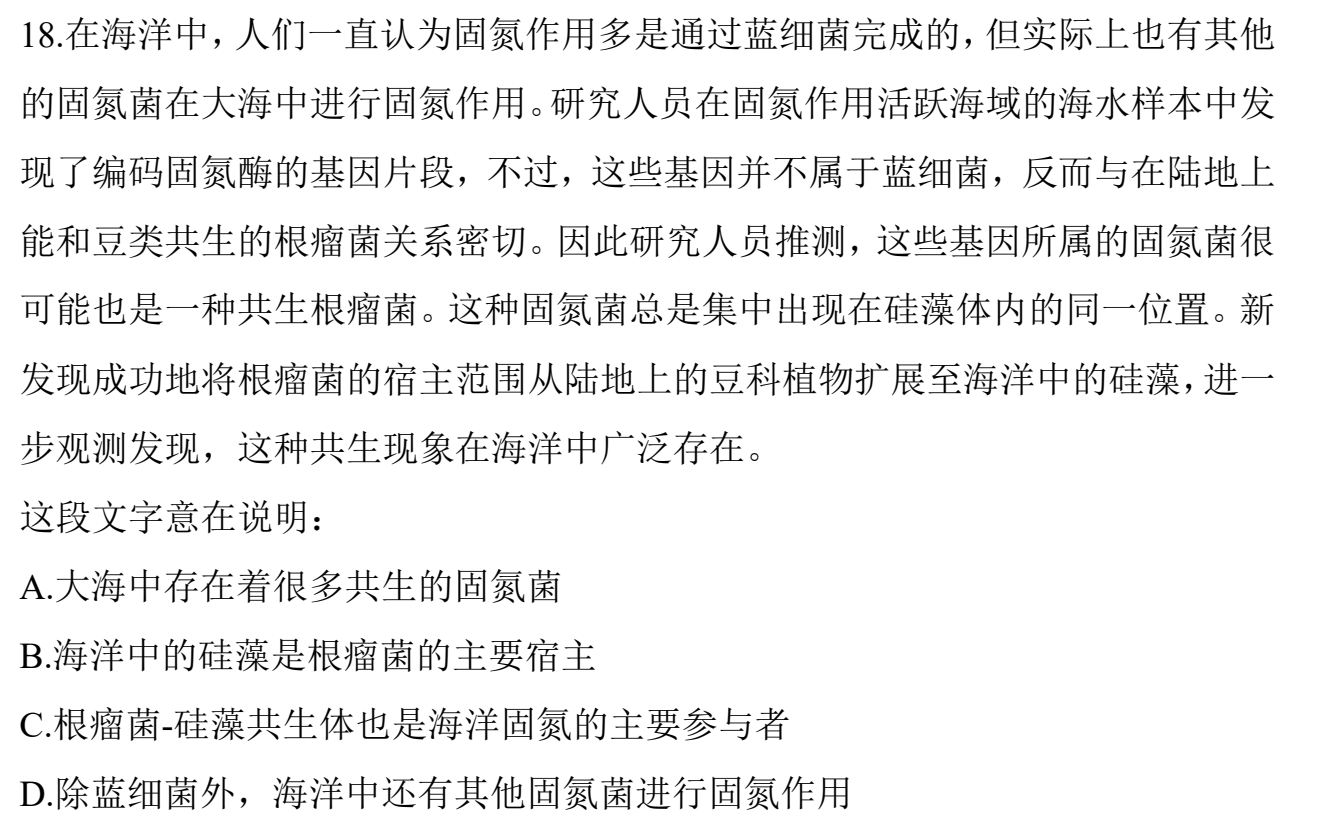 18.在海洋中，人们一直认为固氮作用多是通过蓝细菌完成的，但实际上也有其他
的固氮菌在大海中进行固氮作用。研究人员在固氮作用活跃海域的海水样本中发
现了编码固氮酶的基因片段，不过，这些基因并不属于蓝细菌，反而与在陆地上
能和豆类共生的根瘤菌关系密切。因此研究人员推测，这些基因所属的固氮菌很
可能也是一种共生根瘤菌。这种固氮菌总是集中出现在硅藻体内的同一位置。新
发现成功地将根瘤菌的宿主范围从陆地上的豆科植物扩展至海洋中的硅藻，进一
步观测发现，这种共生现象在海洋中广泛存在。
这段文字意在说明：
A.大海中存在着很多共生的固氮菌
B.海洋中的硅藻是根瘤菌的主要宿主
C.根瘤菌-硅藻共生体也是海洋固氮的主要参与者
D.除蓝细菌外，海洋中还有其他固氮菌进行固氮作用